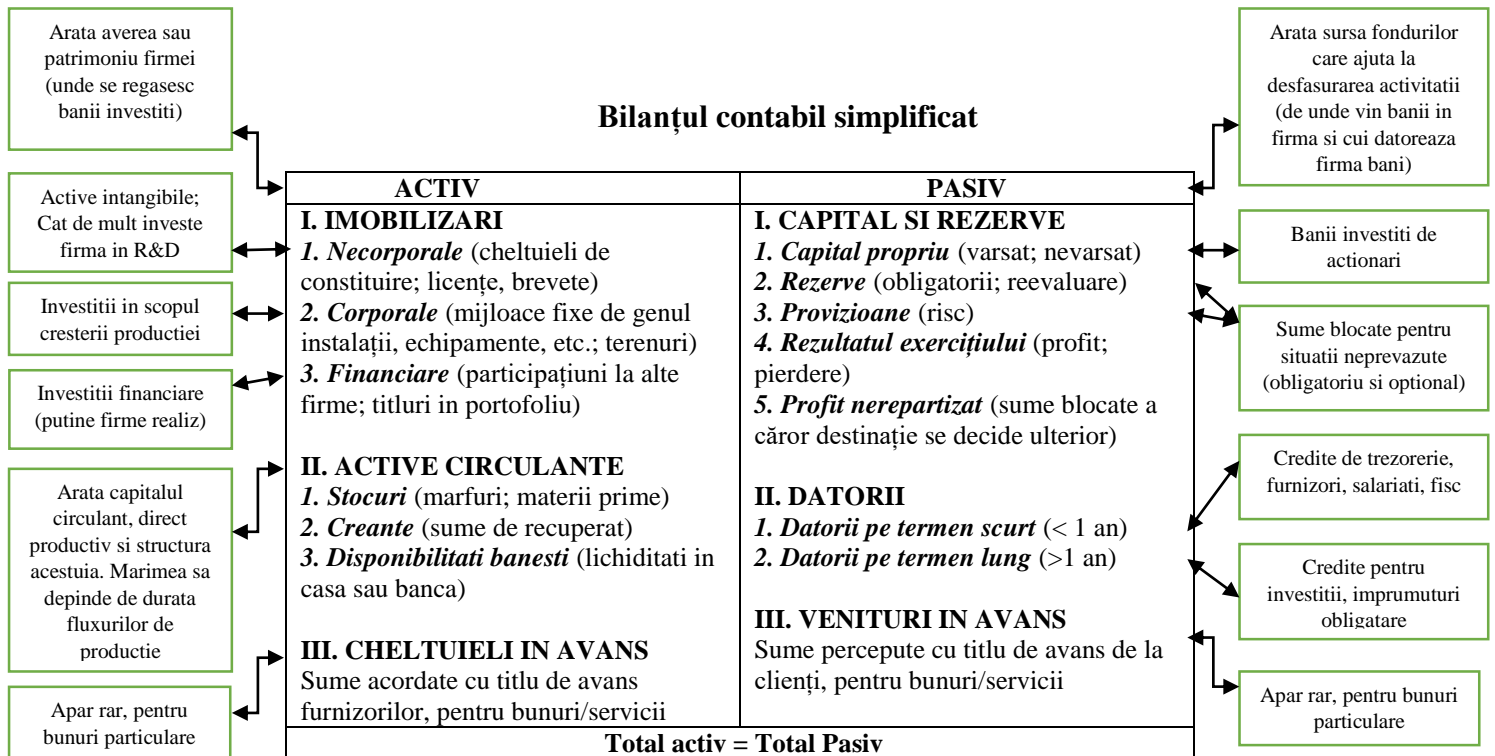 Arata averea sau
patrimoniu firmei
(unde se regasesc
banii investiti)
Active intangibile;
Cat de mult investe
firma in R&D
Investitii in scopul
cresterii productiei
Investitii financiare
(putine firme realiz)
Arata capitalul
circulant, direct
productiv si structura
acestuia. Marimea sa
depinde de durata
fluxurilor de
productie
Apar rar, pentru
bunuri particulare
Bilanțul contabil simplificat
ACTIV
I. IMOBILIZARI
1. Necorporale (cheltuieli de
constituire; licențe, brevete)
2. Corporale (mijloace fixe de genul
instalații, echipamente, etc.; terenuri)
3. Financiare (participațiuni la alte
firme; titluri in portofoliu)
II. ACTIVE CIRCULANTE
1. Stocuri (marfuri; materii prime)
2. Creante (sume de recuperat)
3. Disponibilitati banesti (lichiditati in
casa sau banca)
III. CHELTUIELI IN AVANS
Sume acordate cu titlu de avans
furnizorilor, pentru bunuri/servicii
PASIV
I. CAPITAL SI REZERVE
1. Capital propriu (varsat; nevarsat)
2. Rezerve (obligatorii; reevaluare)
3. Provizioane (risc)
4. Rezultatul exercițiului (profit;
pierdere)
5. Profit nerepartizat (sume blocate a
căror destinație se decide ulterior)
II. DATORII
1. Datorii pe termen scurt (< 1 an)
2. Datorii pe termen lung (>1 an)
III. VENITURI IN AVANS
Sume percepute cu titlu de avans de la
clienți, pentru bunuri/servicii
Total activ = Total Pasiv
Arata sursa fondurilor
care ajuta la
desfasurarea activitatii
(de unde vin banii in
firma si cui datoreaza
firma bani)
Banii investiti de
actionari
Sume blocate pentru
situatii neprevazute
(obligatoriu si optional)
Credite de trezorerie,
furnizori, salariati, fisc
Credite pentru
investitii, imprumuturi
obligatare
Apar rar, pentru bunuri
particulare